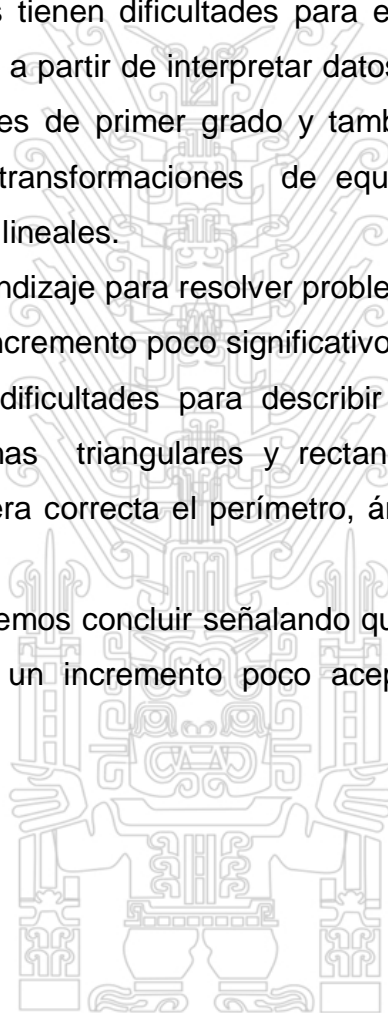 s tienen dificultades para e
a partir de interpretar datos
es de primer grado y tamb
transformaciones de equ
lineales.
ndizaje para resolver proble
ncremento poco significativo
dificultades para describir
nas triangulares y rectan
era correcta el perímetro, ár
emos concluir señalando qu
un incremento poco acep